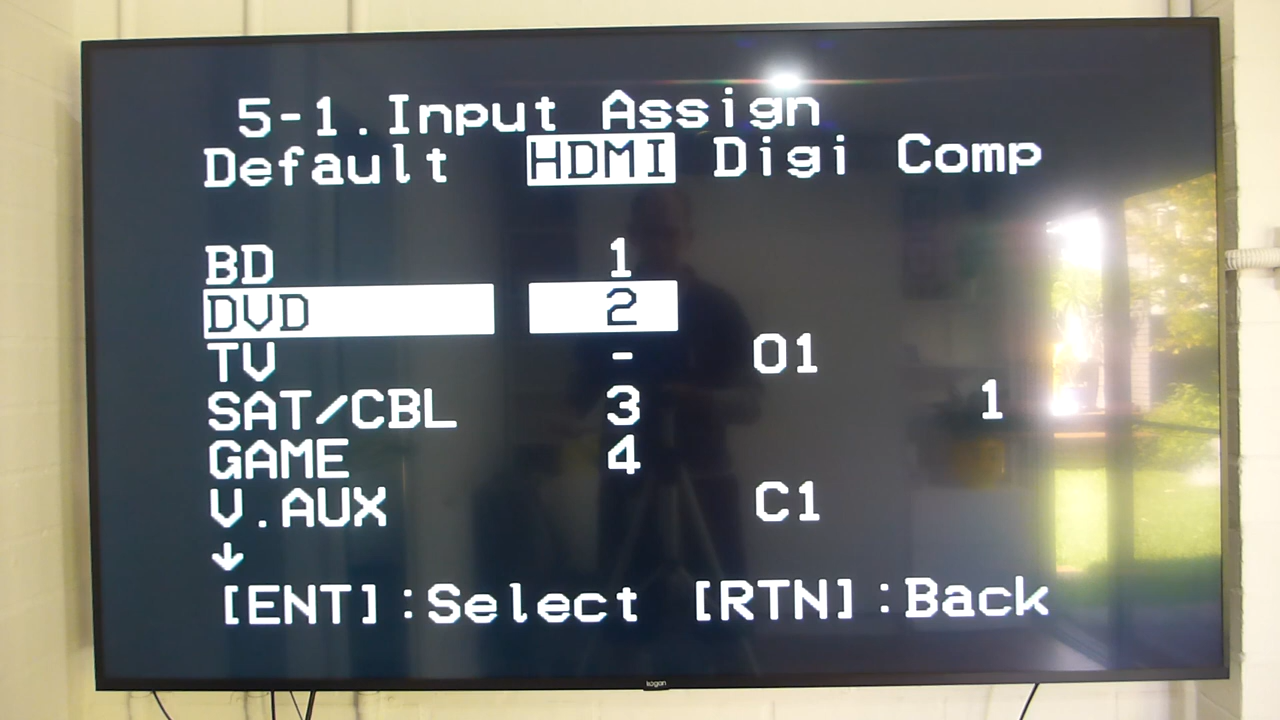 5-1.Input Assign
Default HDMI Digi Comp
BD 1
DVD 2
TV - O1
SAT/CBL 3 1
GAME 4
V.AUX C1
↓
[ENT]:Select [RTN]:Back
kogan